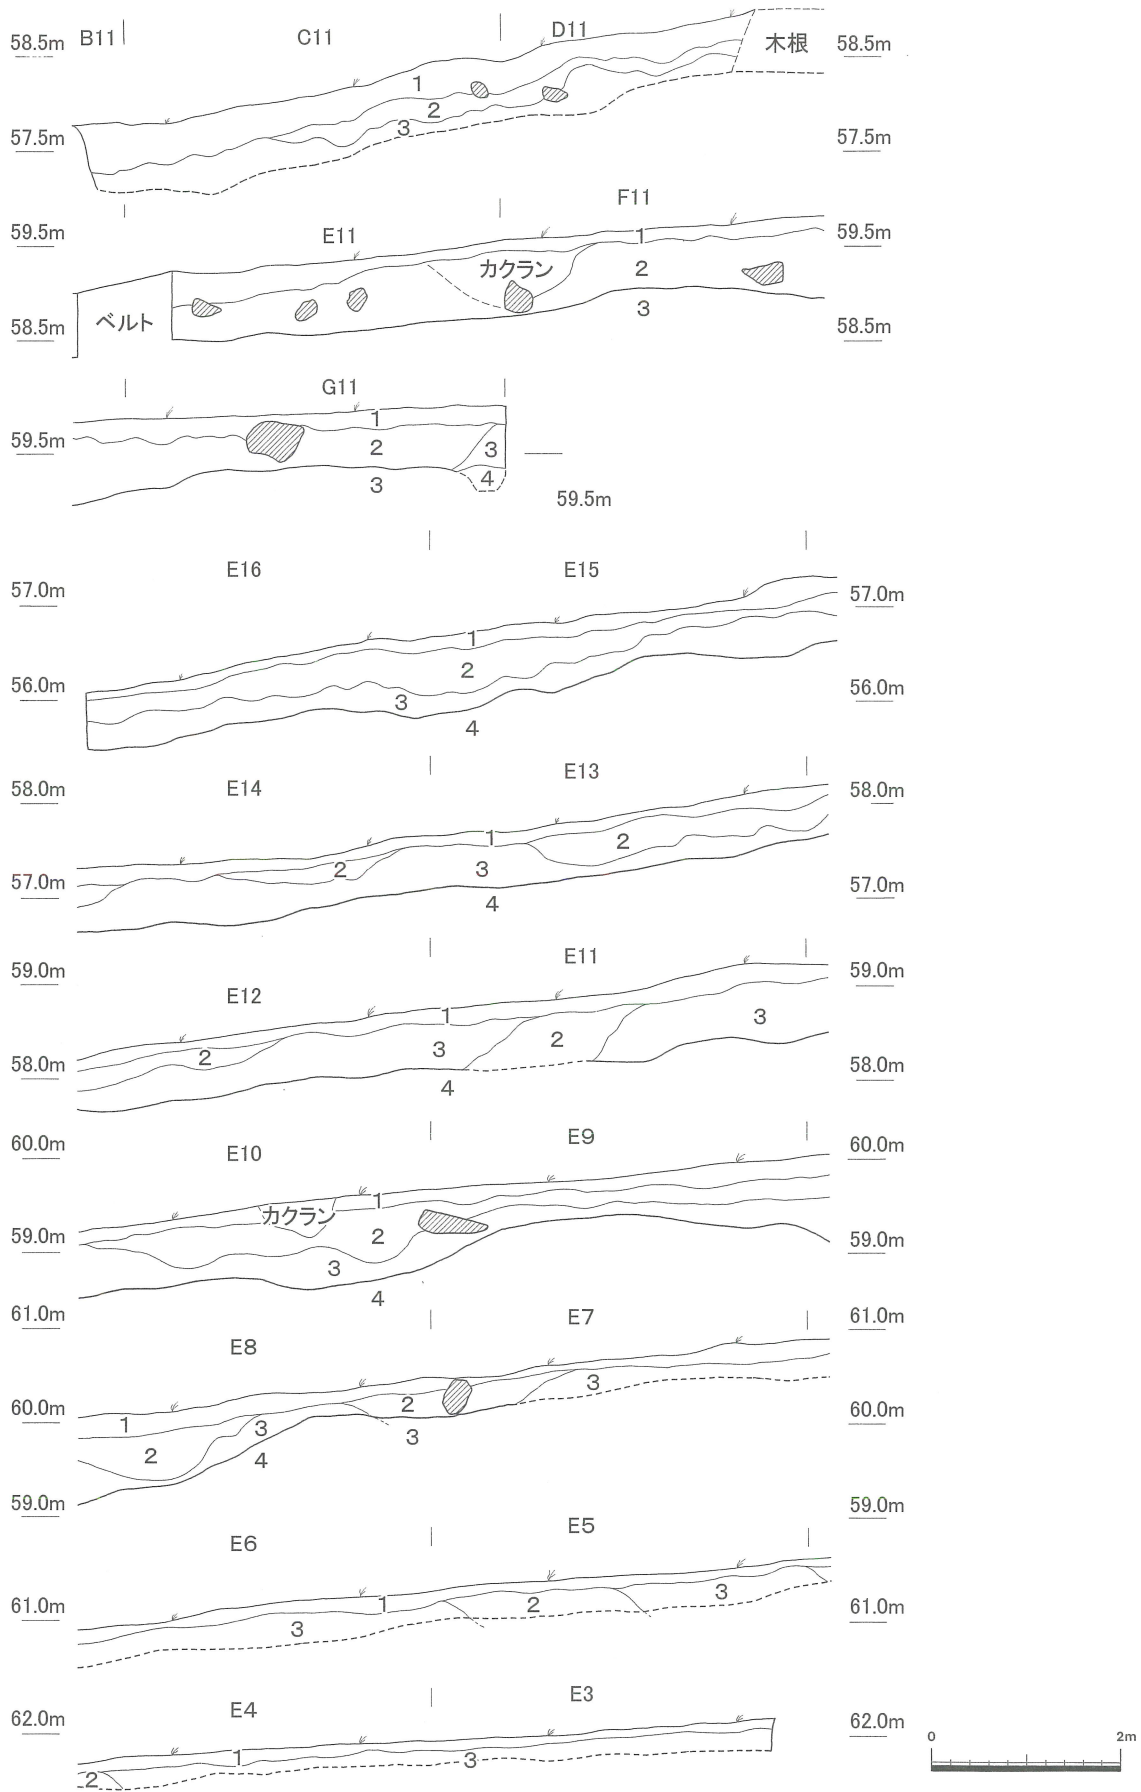 B11 C11 D11
58.5m 木根 58.5m
1
2
3
57.5m 57.5m
F11
59.5m E11 1 59.5m
カクラン 2
ベルト 3
58.5m 58.5m
G11
1
59.5m 2 3
3 4
59.5m
E16 E15
57.0m 57.0m
1
2
56.0m 3 56.0m
4
E13
58.0m E14 58.0m
1 2
2 3
57.0m 57.0m
4
E11
59.0m 59.0m
E12
1 3
2 3 2
58.0m 58.0m
4
E9
60.0m E10 60.0m
1
カクラン
59.0m 2 59.0m
3
4
61.0m 61.0m
E8 E7
2 3
60.0m 60.0m
1 3 3
2 4
59.0m 59.0m
E6 E5
61.0m 1 2 3 61.0m
3
E4 E3
62.0m 62.0m
1 3
2
0 2m